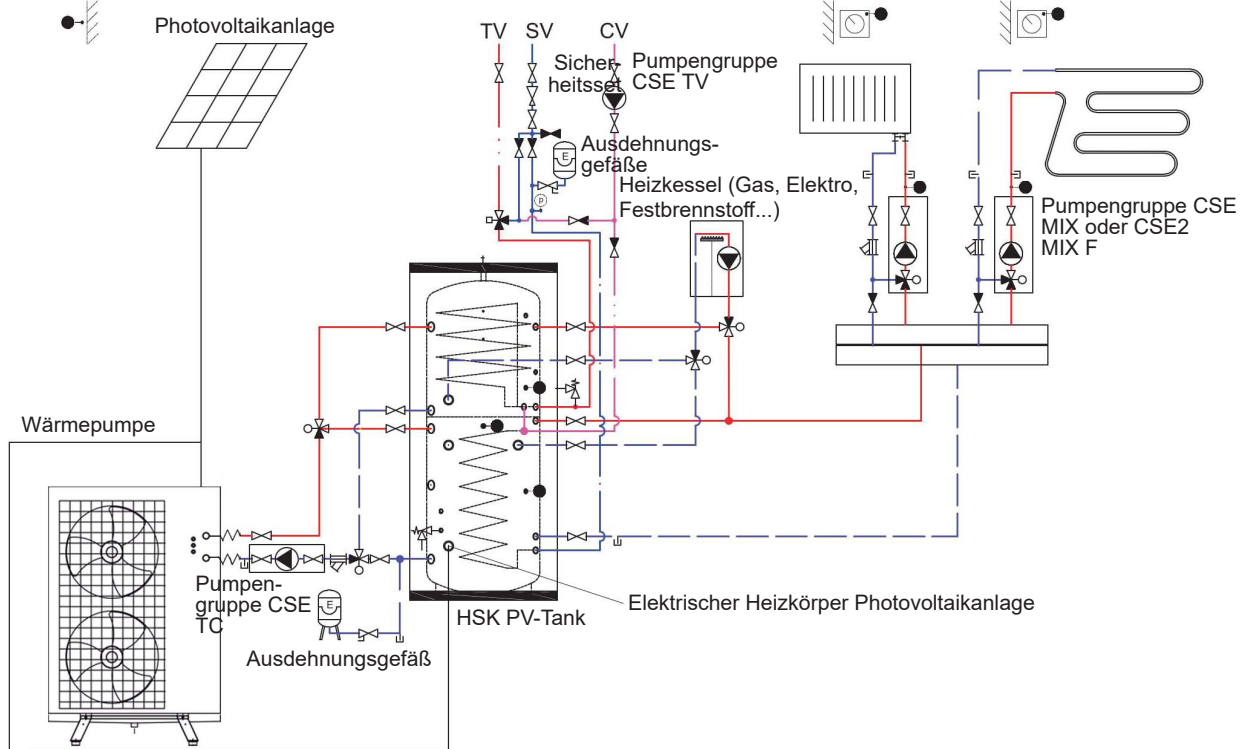 Photovoltaikanlage
TV SV CV
Sicher-
heitsset
Pumpengruppe
CSE TV
Ausdehnungs-
gefäße
E
p
Heizkessel (Gas, Elektro,
Festbrennstoff...)
Pumpengruppe CSE
MIX oder CSE2
MIX F
Wärmepumpe
Pumpen-
gruppe CSE
TC
E
Ausdehnungsgefäß
HSK PV-Tank
Elektrischer Heizkörper Photovoltaikanlage